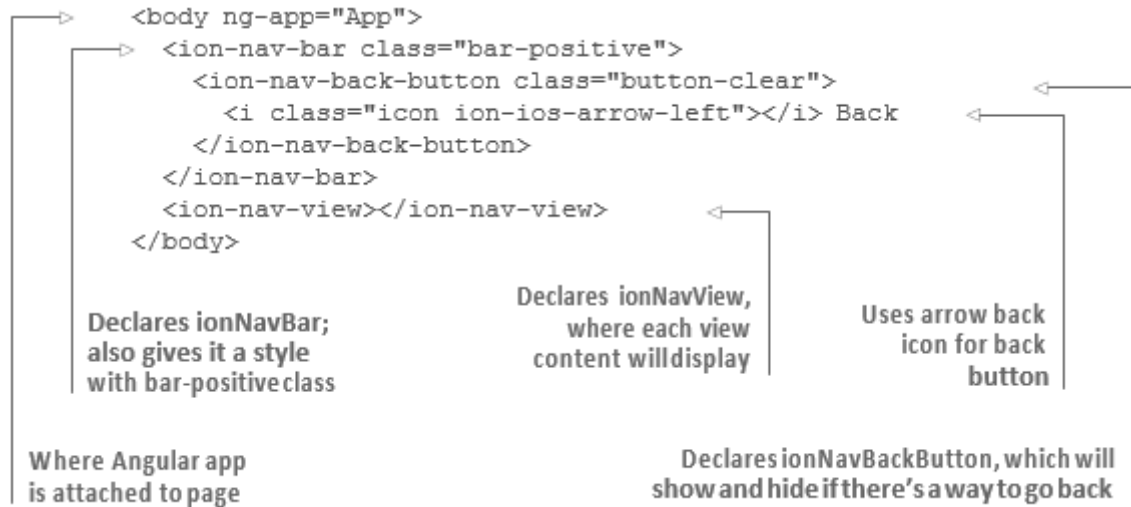 <body ng-app="App">
<ion-nav-bar class="bar-positive">
<ion-nav-back-button class="button-clear">
<i class="icon ion-ios-arrow-left"></i> Back
</ion-nav-back-button>
</ion-nav-bar>
<ion-nav-view></ion-nav-view>
</body>
Declares ionNavBar;
also gives it a style
with bar-positive class
Declares ionNavView,
where each view
content will display
Uses arrow back
icon for back
button
Where Angular app
is attached to page
Declares ionNavBackButton, which will
show and hide if there's a way to go back